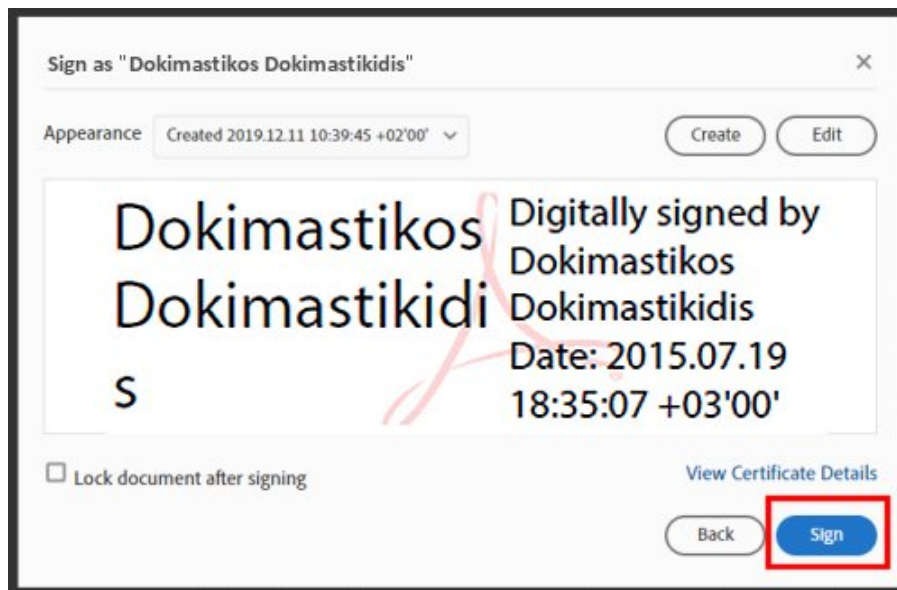 Sign as "Dokimastikos Dokimastikidis"
Appearance Created 2019.12.11 10:39:45 +02'00' Create Edit
Dokimastikos
Dokimastikidi
s
Digitally signed by
Dokimastikos
Dokimastikidis
Date: 2015.07.19
18:35:07 +03'00'
Lock document after signing
View Certificate Details
Back Sign